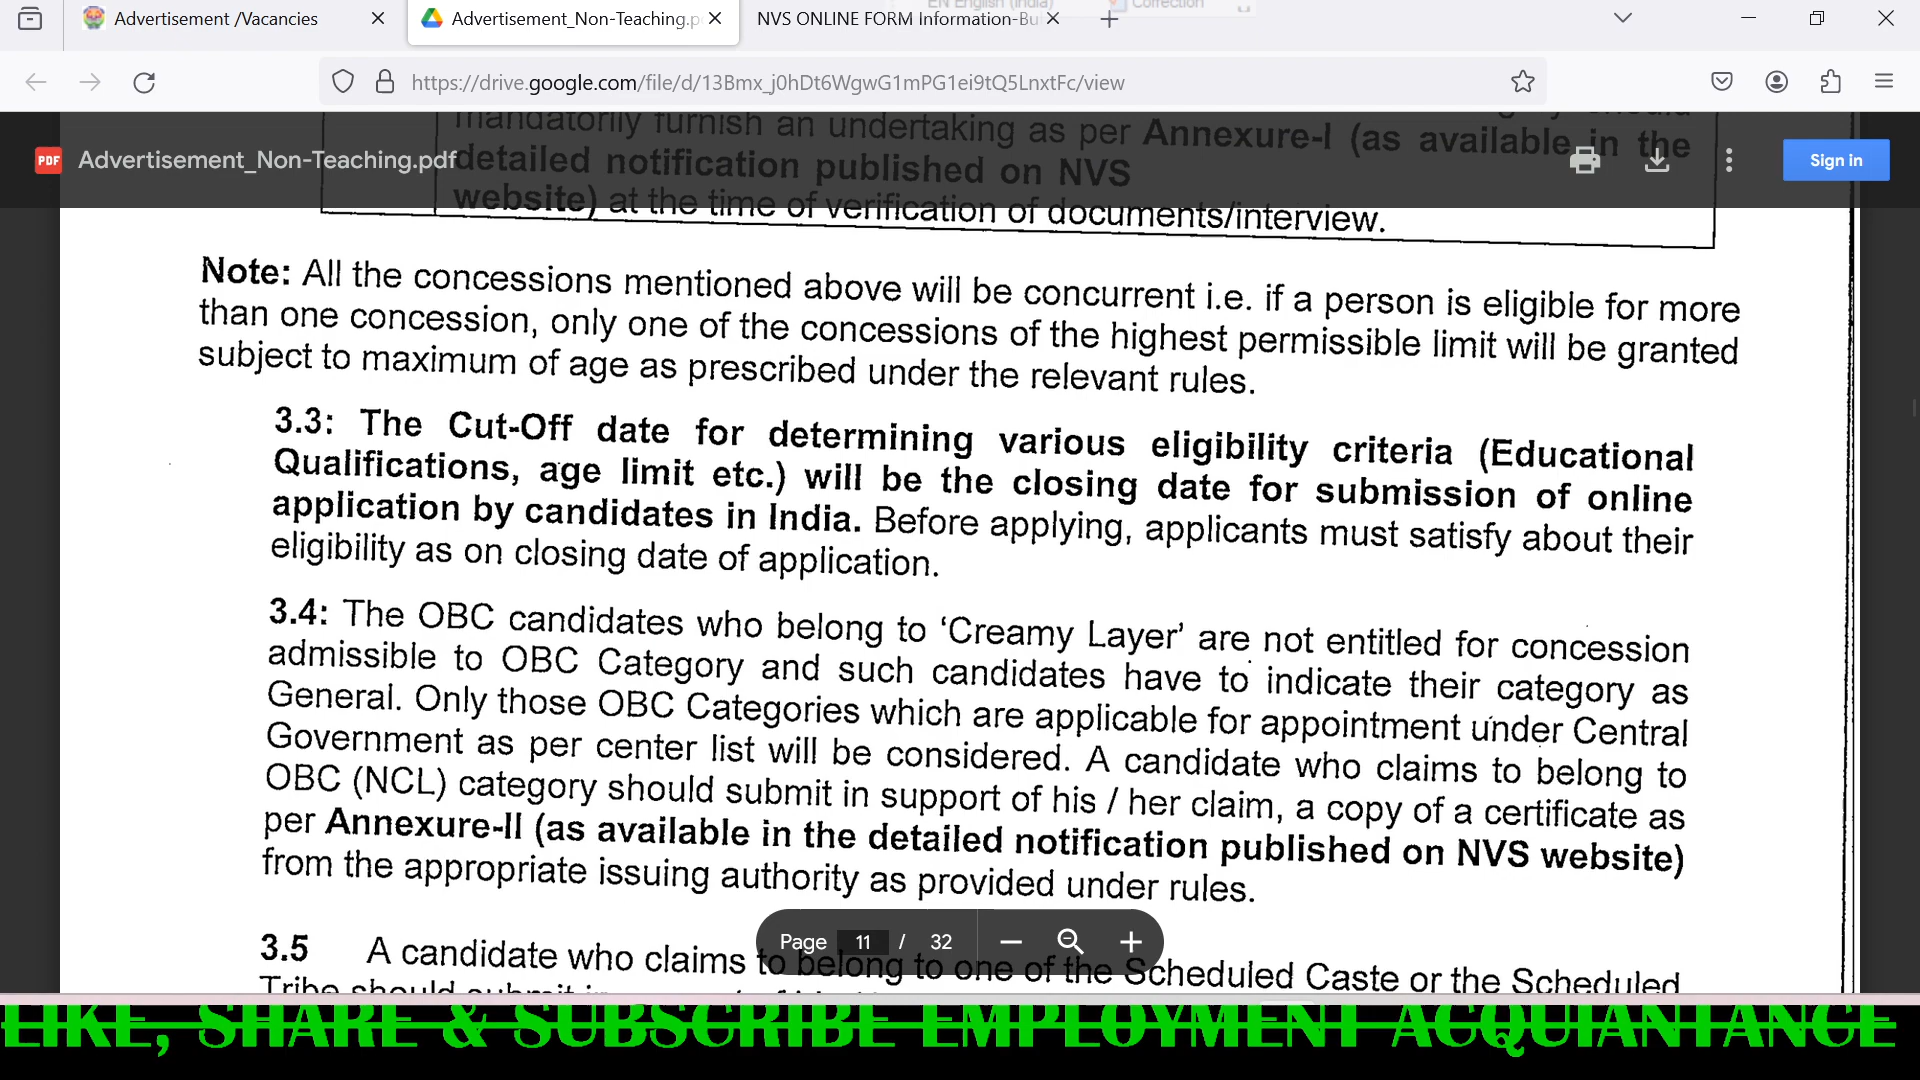 EN English (India)
Correction
Advertisement /Vacancies
Advertisement_Non-Teaching.p
NVS ONLINE FORM Information-Bu
https://drive.google.com/file/d/13Bmx_j0hDt6WgwG1mPG1ei9tQ5LnxtFc/view
mandatorily furnish an undertaking as per Annexure-I (as available in the
PDF
Advertisement_Non-Teaching.pdf
detailed notification published on NVS
Sign in
website) at the time of verification of documents/interview.
Note: All the concessions mentioned above will be concurrent i.e. if a person is eligible for more
than one concession, only one of the concessions of the highest permissible limit will be granted
subject to maximum of age as prescribed under the relevant rules.
3.3: The Cut-Off date for determining various eligibility criteria (Educational
Qualifications, age limit etc.) will be the closing date for submission of online
application by candidates in India. Before applying, applicants must satisfy about their
eligibility as on closing date of application.
3.4: The OBC candidates who belong to ‘Creamy Layer’ are not entitled for concession
admissible to OBC Category and such candidates have to indicate their category as
General. Only those OBC Categories which are applicable for appointment under Central
Government as per center list will be considered. A candidate who claims to belong to
OBC (NCL) category should submit in support of his / her claim, a copy of a certificate as
per Annexure-II (as available in the detailed notification published on NVS website)
from the appropriate issuing authority as provided under rules.
Page 11 / 32
3.5 A candidate who claims to belong to one of the Scheduled Caste or the Scheduled
Tribe should submit in
LIKE, SHARE & SUBSCRIBE EMPLOYMENT ACQUIANTANCE